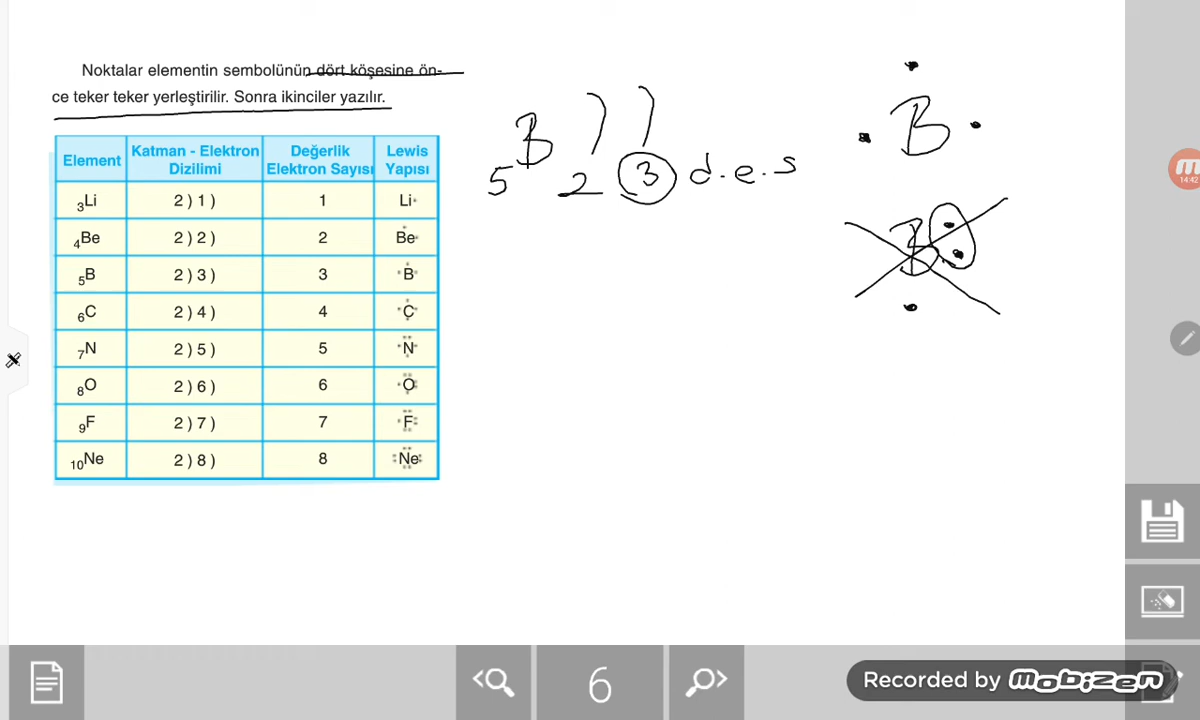 Noktalar elementin sembolünün dört köşesine ön-
ce teker teker yerleştirilir. Sonra ikinciler yazılır.
Element Katman - Elektron Dizilimi Değerlik Elektron Sayısı Lewis Yapısı
3Li 2 ) 1 ) 1 Li
4Be 2 ) 2 ) 2 Be
5B 2 ) 3 ) 3 B
6C 2 ) 4 ) 4 C
7N 2 ) 5 ) 5 N
8O 2 ) 6 ) 6 O
9F 2 ) 7 ) 7 F
10Ne 2 ) 8 ) 8 Ne
5B ) )
2 3 d.e.s
B
B
14:42
6
Recorded by mobizen